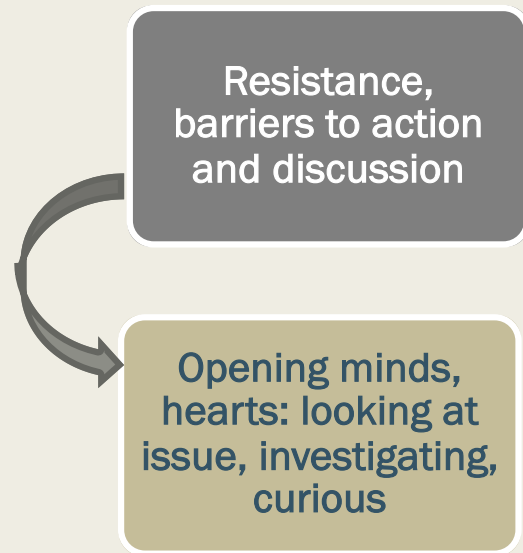 Resistance,
barriers to action
and discussion
Opening minds,
hearts: looking at
issue, investigating,
curious